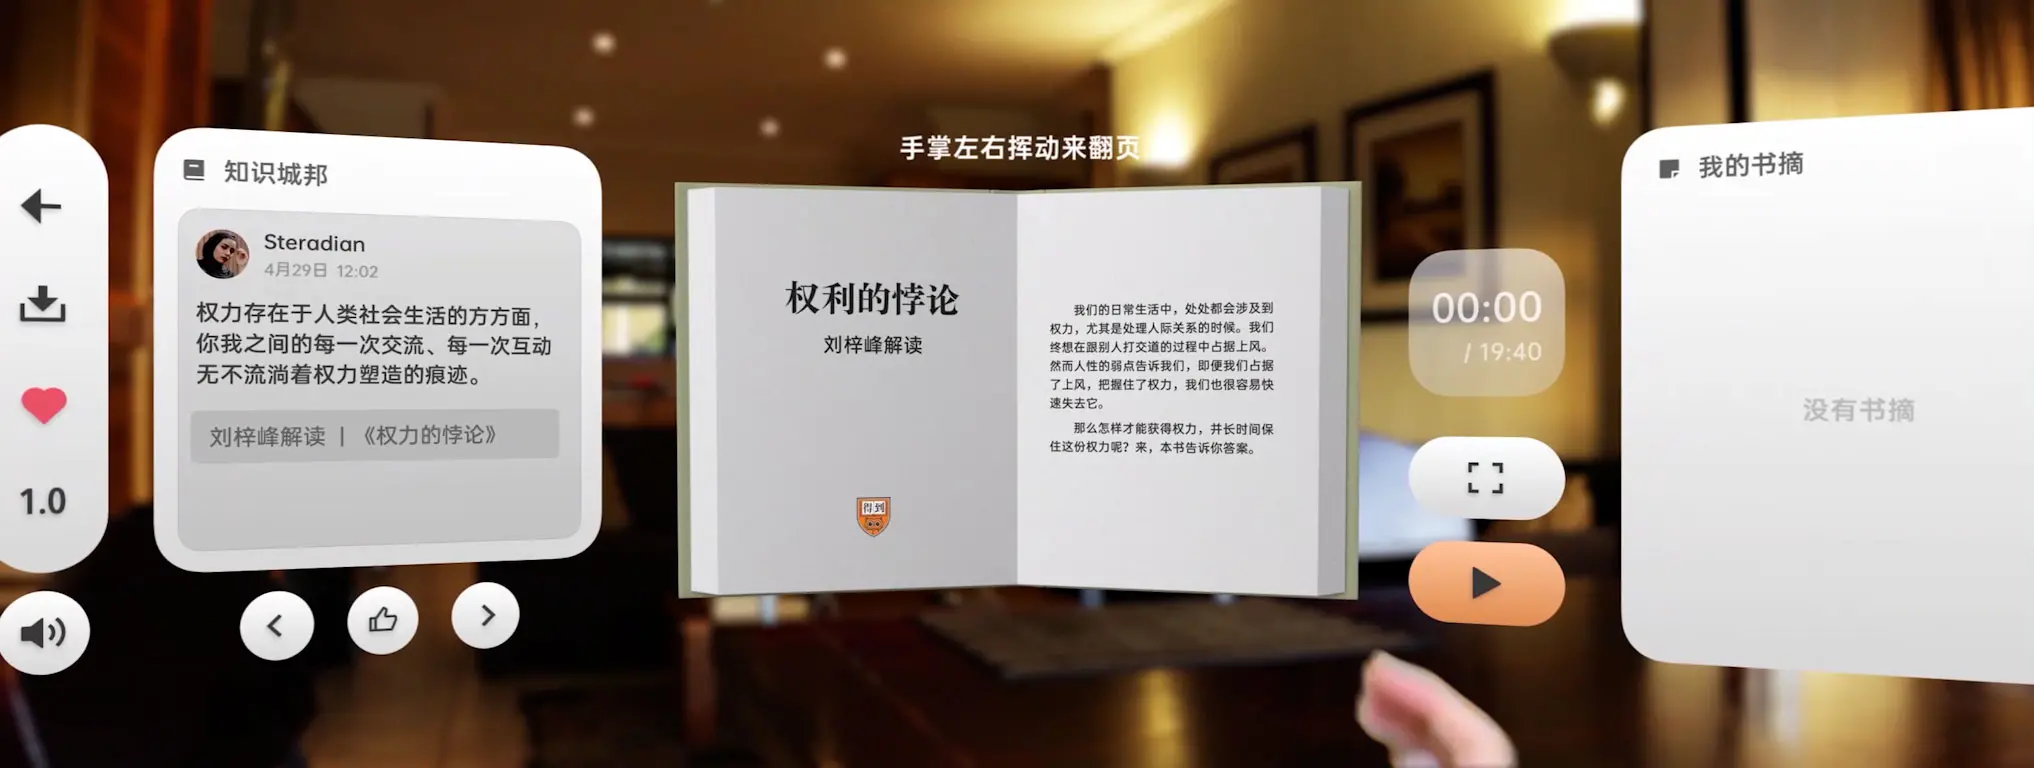 手掌左右挥动来翻页
知识城邦
Steradian
4月29日 12:02
权力存在于人类社会生活的方方面，
你我之间的每一次交流、每一次互动
无不流淌着权力塑造的痕迹。
刘梓峰解读 | 《权力的悖论》
1.0
权利的悖论
刘梓峰解读
得到
我们的日常生活中，处处都会涉及到
权力，尤其是处理人际关系的时候。我们
终想在跟别人打交道的过程中占据上风。
然而人性的弱点告诉我们，即便我们占据
了上风，把握住了权力，我们也很容易快
速失去它。
那么怎样才能获得权力，并长时间保
住这份权力呢？来，本书告诉你答案。
00:00
/ 19:40
我的书摘
没有书摘